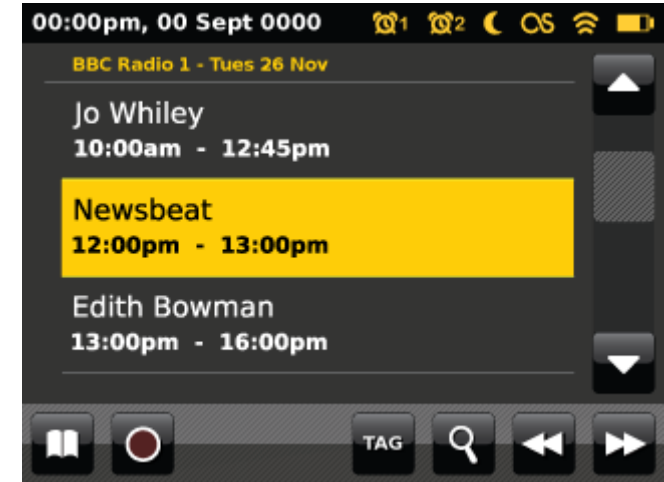 00:00pm, 00 Sept 0000 1 2 OS
BBC Radio 1 - Tues 26 Nov
Jo Whiley
10:00am - 12:45pm
Newsbeat
12:00pm - 13:00pm
Edith Bowman
13:00pm - 16:00pm
TAG